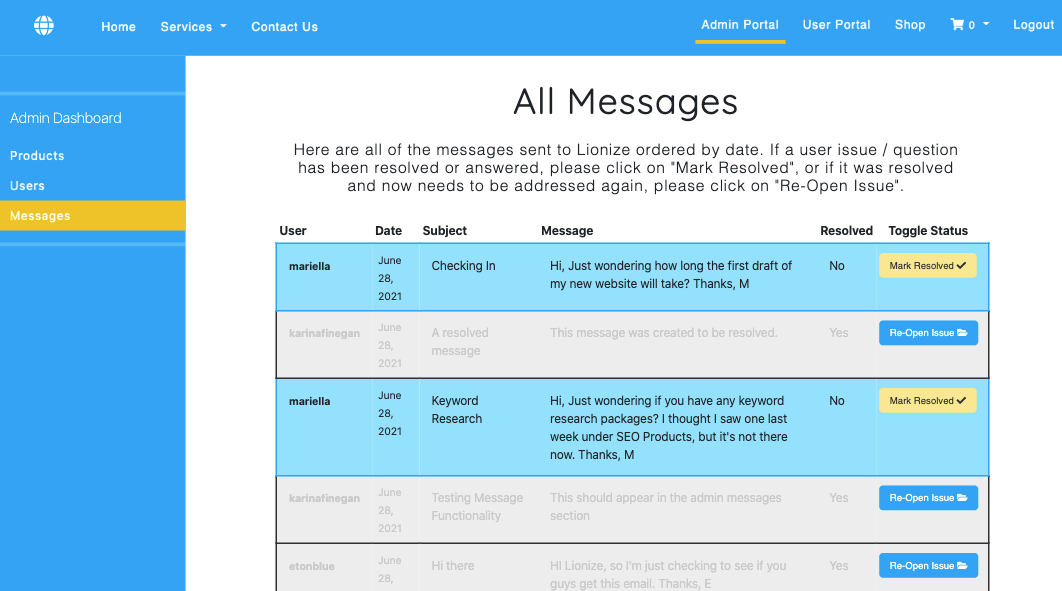 Home Services Contact Us Admin Portal User Portal Shop 0 Logout
Admin Dashboard
Products
Users
Messages
All Messages
Here are all of the messages sent to Lionize ordered by date. If a user issue / question
has been resolved or answered, please click on "Mark Resolved", or if it was resolved
and now needs to be addressed again, please click on "Re-Open Issue".
User Date Subject Message Resolved Toggle Status
mariella
June
28,
2021
Checking In
Hi, Just wondering how long the first draft of
my new website will take? Thanks, M
No
Mark Resolved
karinafinegan
June
28,
2021
A resolved
message
This message was created to be resolved.
Yes
Re-Open Issue
mariella
June
28,
2021
Keyword
Research
Hi, Just wondering if you have any keyword
research packages? I thought I saw one last
week under SEO Products, but it's not there
now. Thanks, M
No
Mark Resolved
karinafinegan
June
28,
2021
Testing Message
Functionality
This should appear in the admin messages
section
Yes
Re-Open Issue
etonblue
June
28,
Hi there
HI Lionize, so I'm just checking to see if you
guys get this email. Thanks, E
Yes
Re-Open Issue